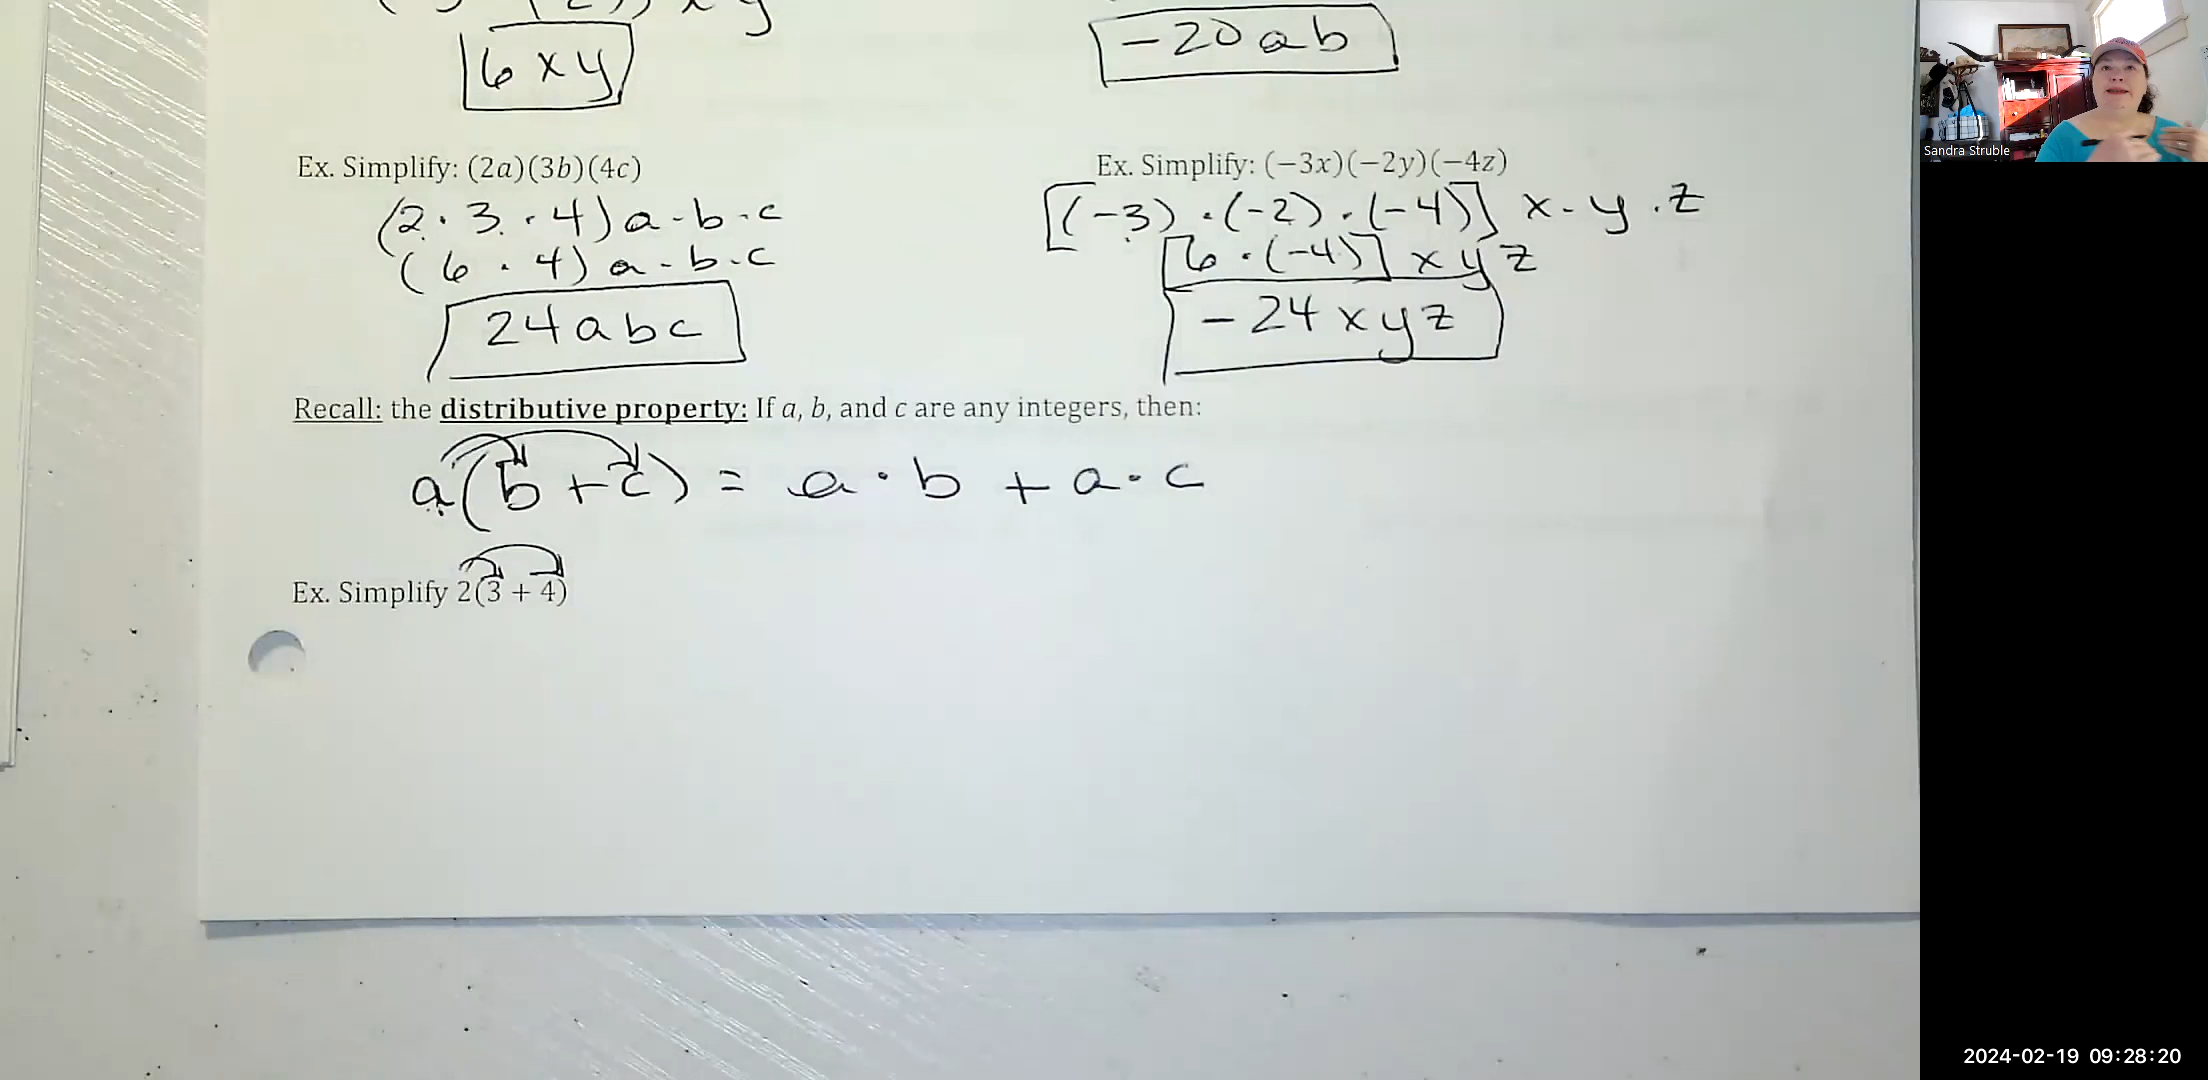 6xy
-20ab
Ex. Simplify: (2a)(3b)(4c)
(2 · 3 · 4) a · b · c
(6 · 4) a · b · c
24abc
Ex. Simplify: (−3x)(−2y)(−4z)
[(-3) · (-2) · (-4)] x · y · z
[6 · (-4)] x y z
-24xyz
Recall: the distributive property: If a, b, and c are any integers, then:
a(b + c) = a · b + a · c
Ex. Simplify 2(3 + 4)
Sandra Struble
2024-02-19 09:28:20